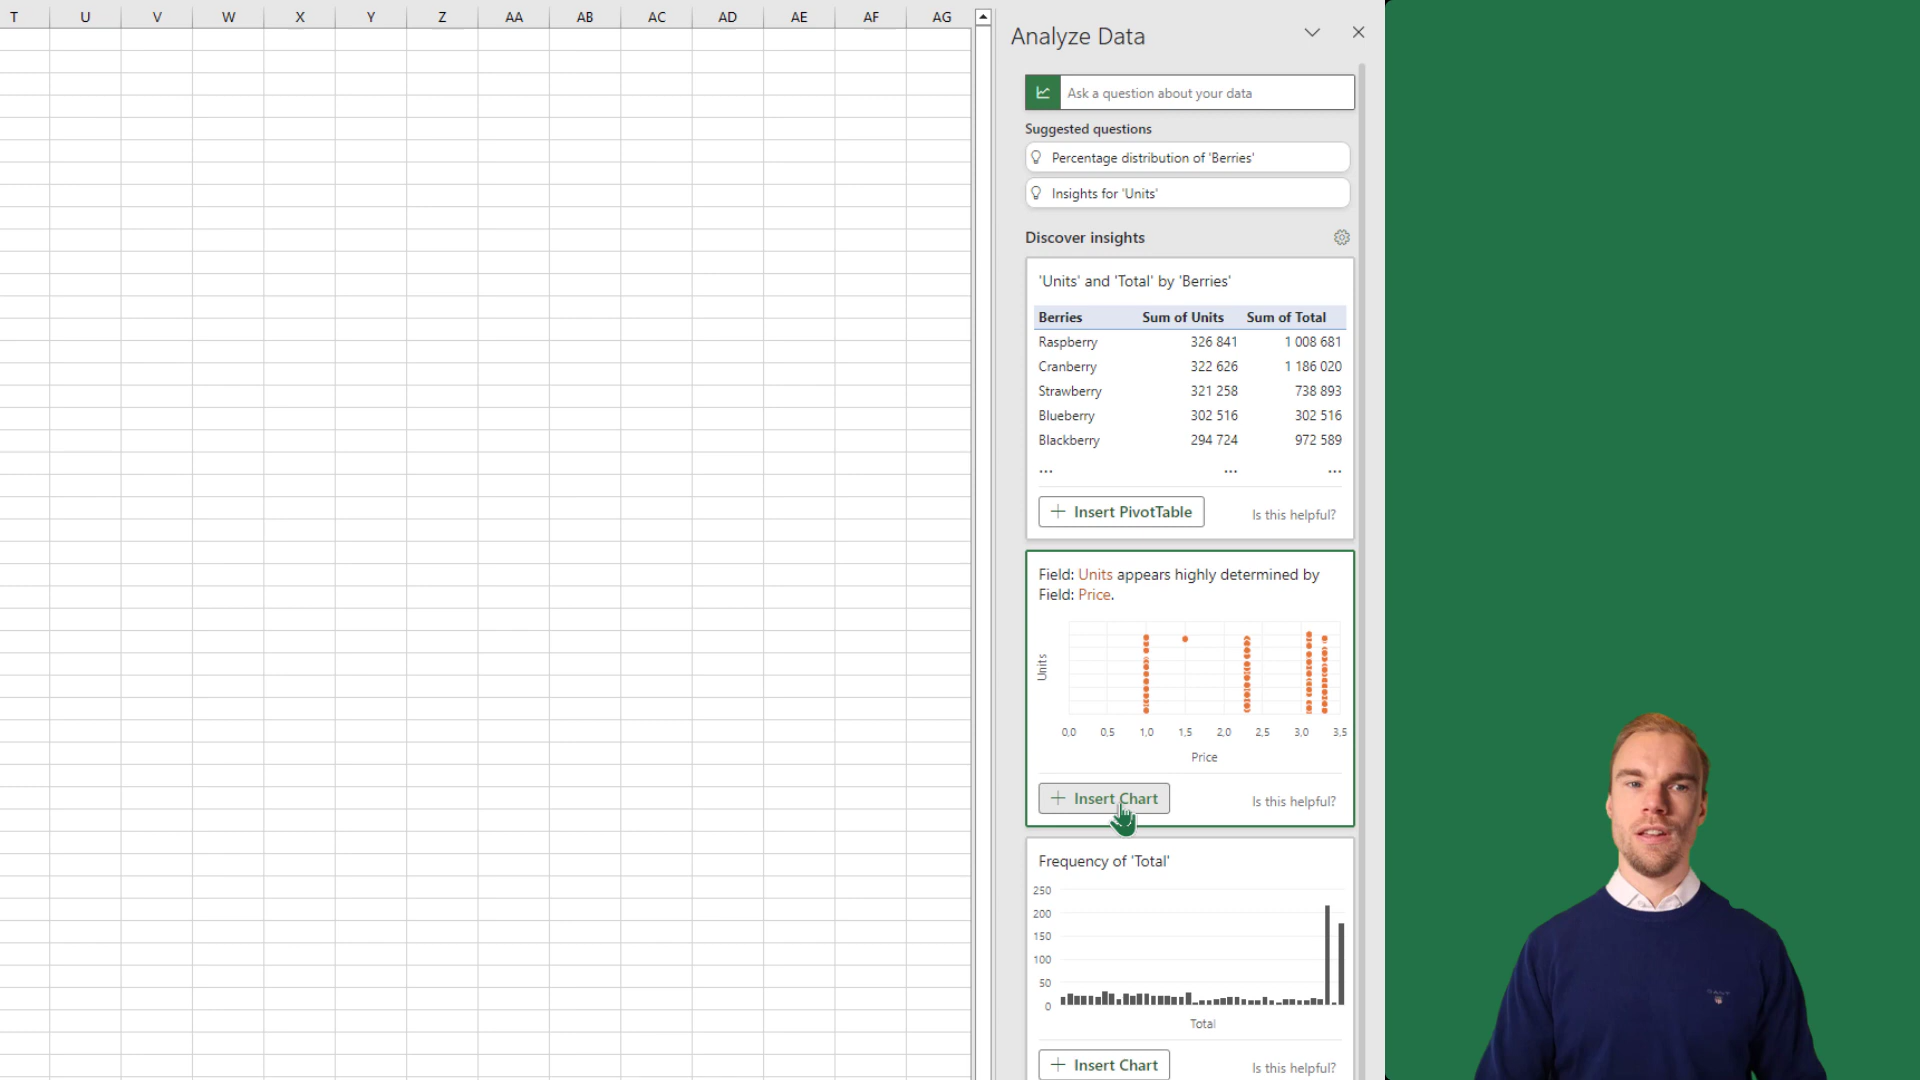 T U V W X Y Z AA AB AC AD AE AF AG
Analyze Data
Ask a question about your data
Suggested questions
Percentage distribution of 'Berries'
Insights for 'Units'
Discover insights
'Units' and 'Total' by 'Berries'
Berries Sum of Units Sum of Total
Raspberry 326 841 1 008 681
Cranberry 322 626 1 186 020
Strawberry 321 258 738 893
Blueberry 302 516 302 516
Blackberry 294 724 972 589
... ... ...
Insert PivotTable Is this helpful?
Field: Units appears highly determined by
Field: Price.
Units
0,0 0,5 1,0 1,5 2,0 2,5 3,0 3,5
Price
Insert Chart Is this helpful?
Frequency of 'Total'
250
200
150
100
50
0
Total
Insert Chart Is this helpful?
GANT